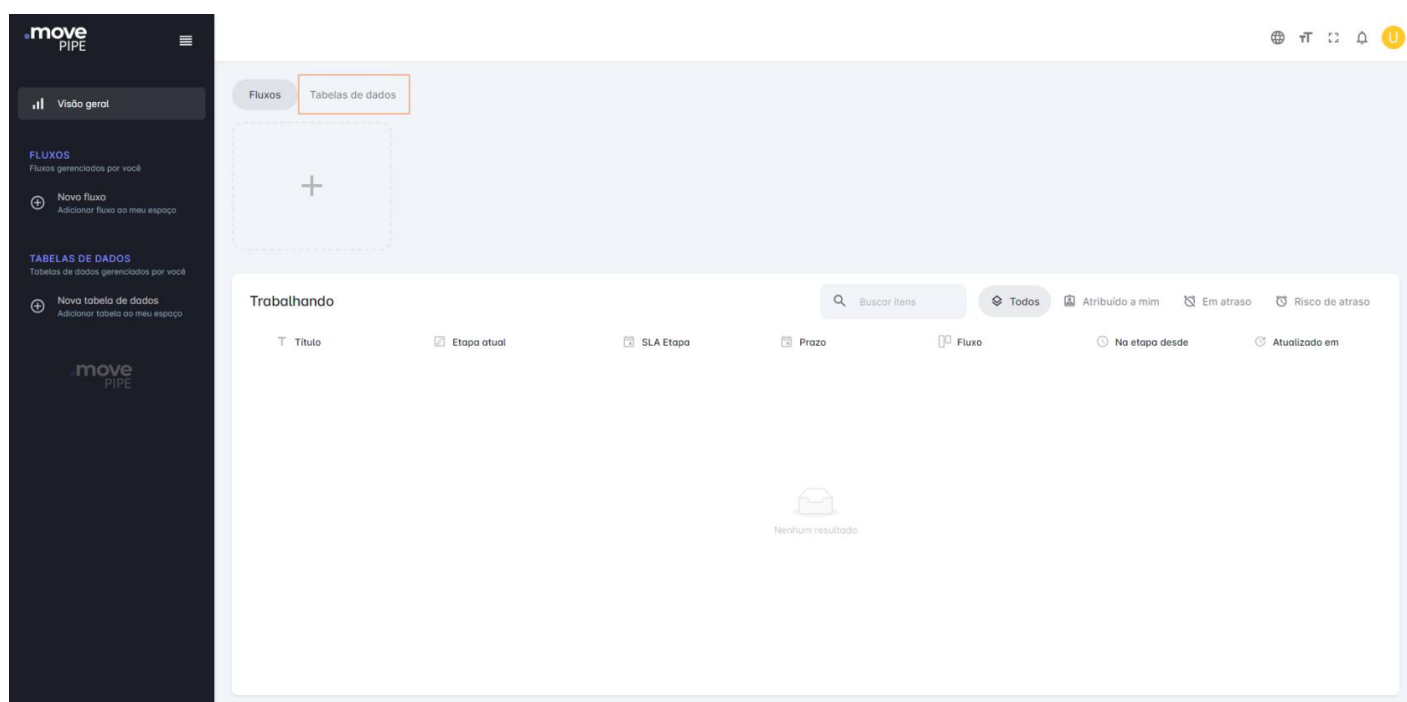 .move
PIPE
U
Visão geral
FLUXOS
Fluxos gerenciados por você
Novo fluxo
Adicionar fluxo ao meu espaço
TABELAS DE DADOS
Tabelas de dados gerenciados por você
Nova tabela de dados
Adicionar tabela ao meu espaço
.move
PIPE
Fluxos Tabelas de dados
Trabalhando
Buscar itens Todos Atribuído a mim Em atraso Risco de atraso
Título Etapa atual SLA Etapa Prazo Fluxo Na etapa desde Atualizado em
Nenhum resultado